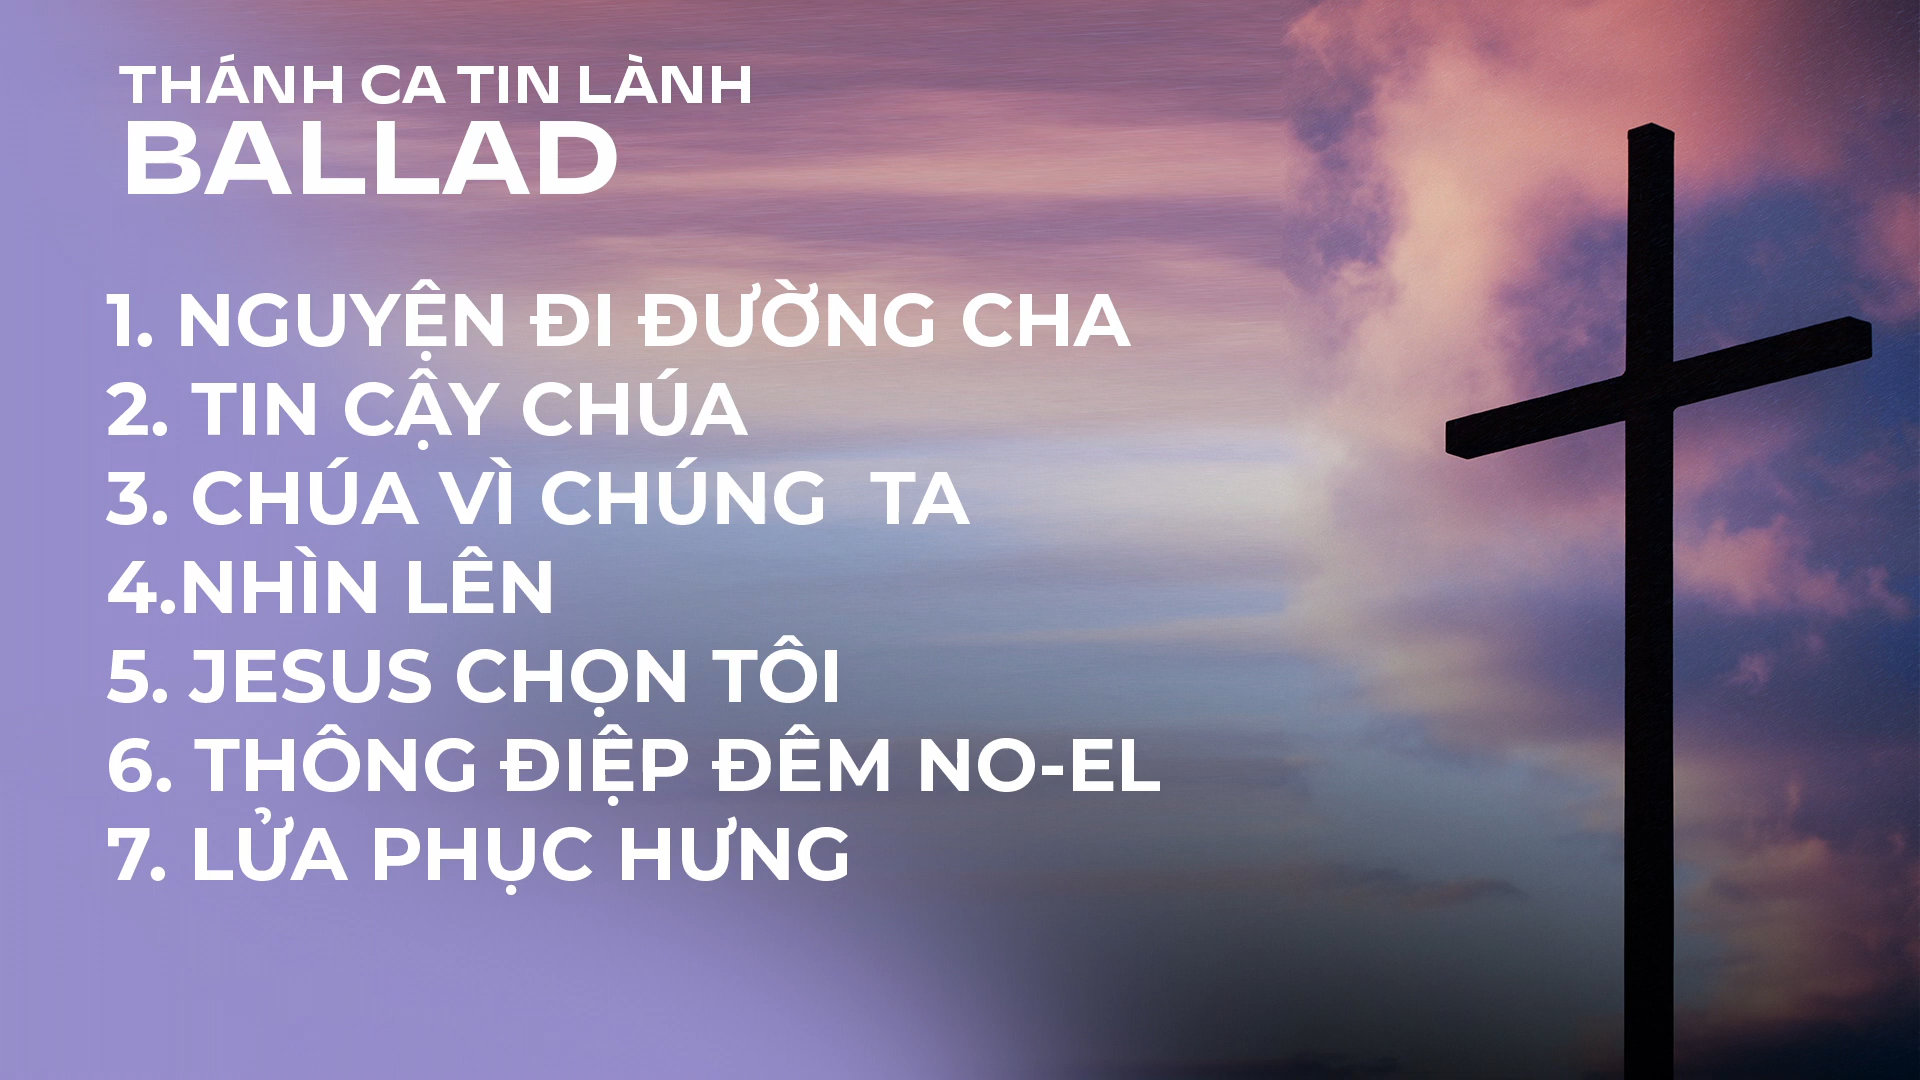 THÁNH CA TIN LÀNH
BALLAD
1. NGUYỆN ĐI ĐƯỜNG CHA
2. TIN CẬY CHÚA
3. CHÚA VÌ CHÚNG  TA
4.NHÌN LÊN
5. JESUS CHỌN TÔI
6. THÔNG ĐIỆP ĐÊM NO-EL
7. LỬA PHỤC HƯNG